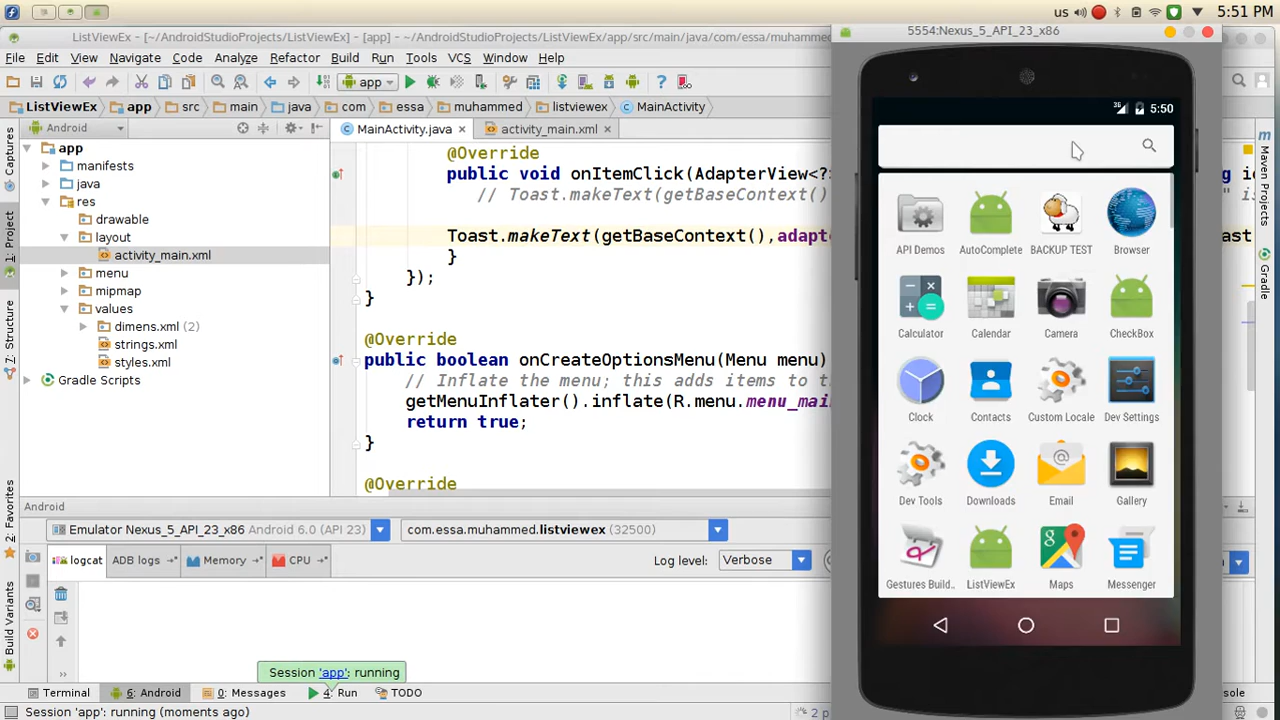 us
5:51 PM
ListViewEx - [~/AndroidStudioProjects/ListViewEx] - [app] - ~/AndroidStudioProjects/ListViewEx/app/src/main/java/com/essa/muhammed
5554:Nexus_5_API_23_x86
File Edit View Navigate Code Analyze Refactor Build Run Tools VCS Window Help
app
ListViewEx app src main java com essa muhammed listviewex MainActivity
Android
MainActivity.java
activity_main.xml
app
manifests
java
res
drawable
layout
activity_main.xml
menu
mipmap
values
dimens.xml (2)
strings.xml
styles.xml
Gradle Scripts
Captures
1: Project
7: Structure
2: Favorites
Build Variants
@Override
public void onItemClick(AdapterView<?>
// Toast.makeText(getBaseContext()
Toast.makeText(getBaseContext(),adapt
}
});
}
@Override
public boolean onCreateOptionsMenu(Menu menu)
// Inflate the menu; this adds items to t
getMenuInflater().inflate(R.menu.menu_mai
return true;
}
@Override
5:50
API Demos AutoComplete BACKUP TEST Browser
Calculator Calendar Camera CheckBox
Clock Contacts Custom Locale Dev Settings
Dev Tools Downloads Email Gallery
Gestures Build.. ListViewEx Maps Messenger
Maven Projects
Gradle
Android
Emulator Nexus_5_API_23_x86 Android 6.0 (API 23)
com.essa.muhammed.listviewex (32500)
logcat
ADB logs
Memory
CPU
Log level:
Verbose
Session 'app': running
Terminal
6: Android
0: Messages
4: Run
TODO
Session 'app': running (moments ago)
2 p